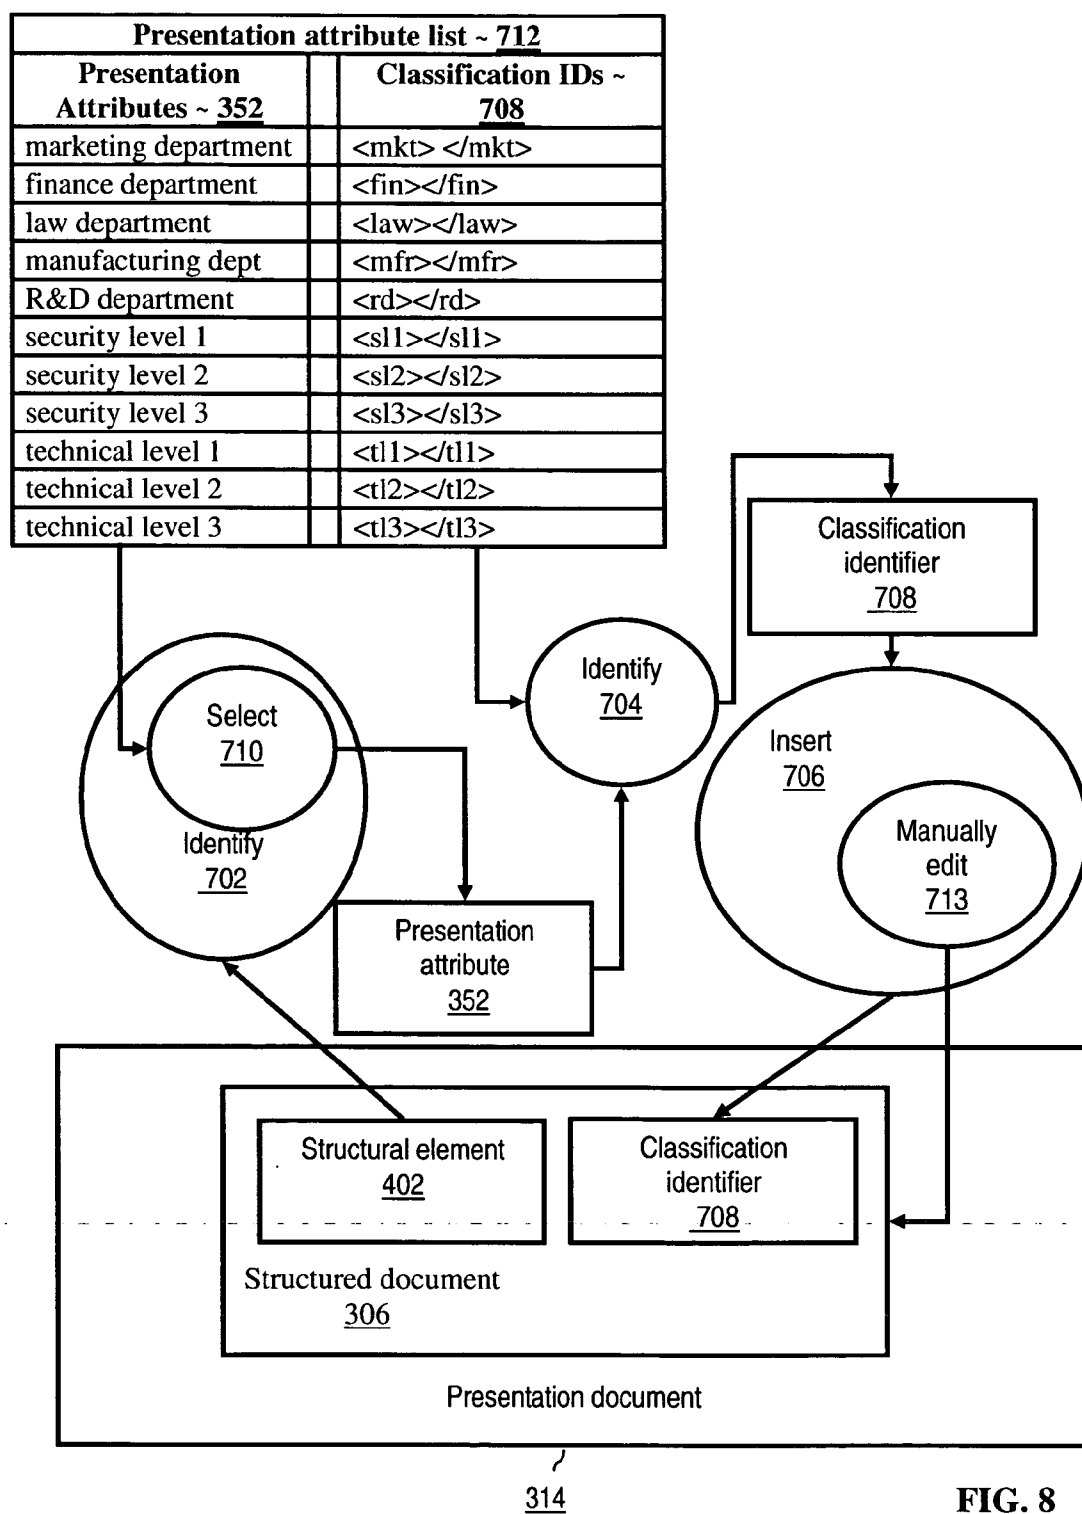 Presentation attribute list ~ 712
Presentation Attributes ~ 352 Classification IDs ~ 708
marketing department <mkt> </mkt>
finance department <fin></fin>
law department <law></law>
manufacturing dept <mfr></mfr>
R&D department <rd></rd>
security level 1 <sl1></sl1>
security level 2 <sl2></sl2>
security level 3 <sl3></sl3>
technical level 1 <tl1></tl1>
technical level 2 <tl2></tl2>
technical level 3 <tl3></tl3>
Classification
identifier
708
Identify
704
Select
710
Identify
702
Insert
706
Manually
edit
713
Presentation
attribute
352
Structural element
402
Classification
identifier
708
Structured document
306
Presentation document
314
FIG. 8